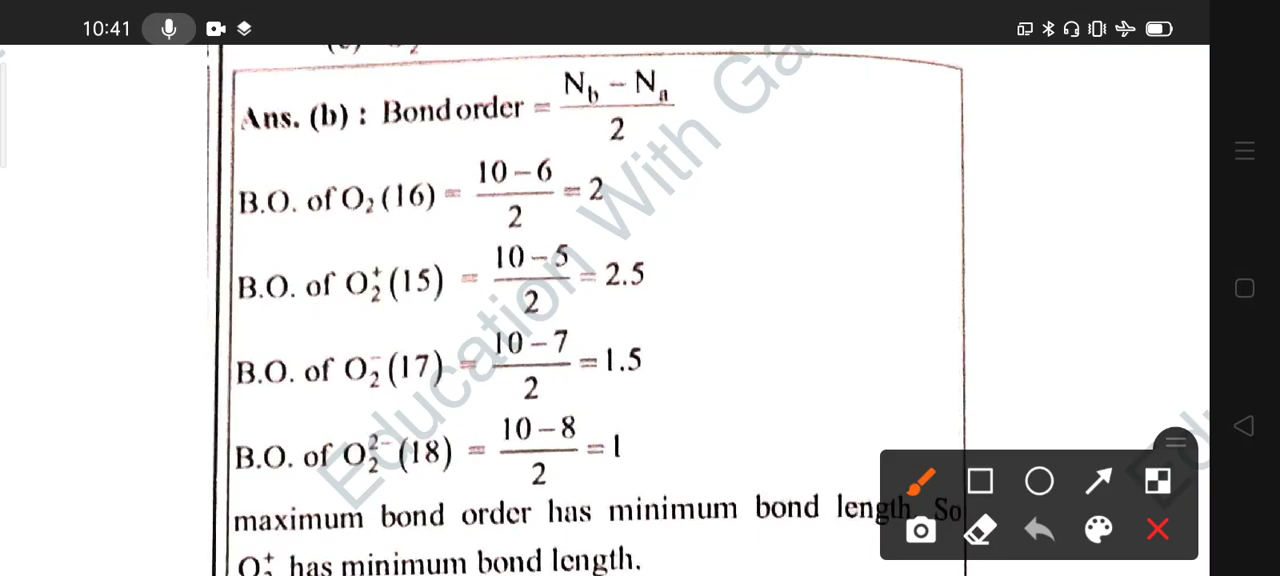 10:41
Ans. (b) : Bond order = (N_b − N_a)/2
B.O. of O₂ (16) = (10 − 6)/2 = 2
B.O. of O₂⁺ (15) = (10 − 5)/2 = 2.5
B.O. of O₂⁻ (17) = (10 − 7)/2 = 1.5
B.O. of O₂²⁻ (18) = (10 − 8)/2 = 1
maximum bond order has minimum bond length. So
O₂⁺ has minimum bond length.
Education With Ga
Edu